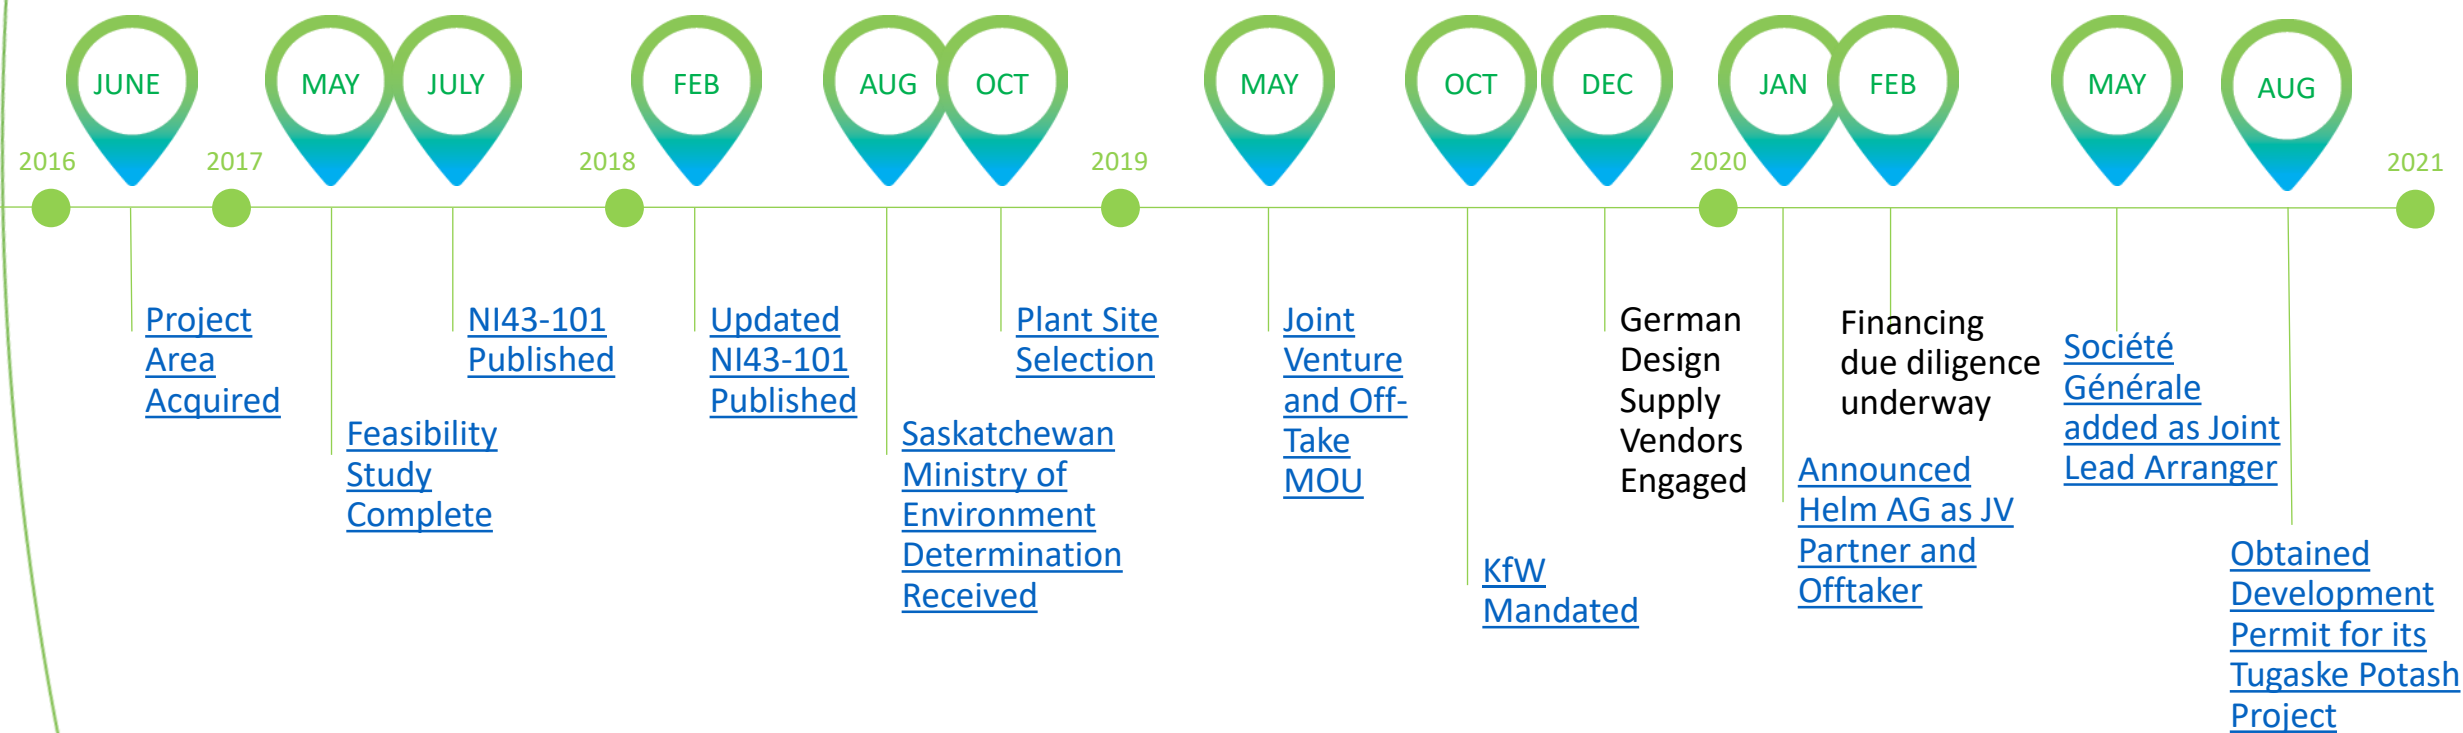 JUNE
MAY
JULY
FEB
AUG
OCT
MAY
OCT
DEC
JAN
FEB
MAY
AUG
2016
2017
2018
2019
2020
2021
Project
Area
Acquired
Feasibility
Study
Complete
NI43-101
Published
Updated
NI43-101
Published
Saskatchewan
Ministry of
Environment
Determination
Received
Plant Site
Selection
Joint
Venture
and Off-
Take
MOU
KfW
Mandated
German
Design
Supply
Vendors
Engaged
Announced
Helm AG as JV
Partner and
Offtaker
Financing
due diligence
underway
Société
Générale
added as Joint
Lead Arranger
Obtained
Development
Permit for its
Tugaske Potash
Project